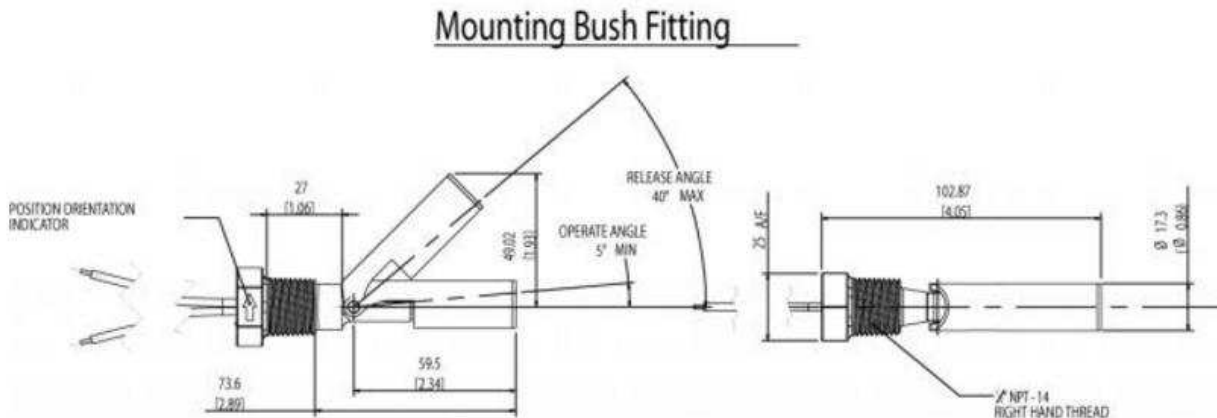 Mounting Bush Fitting
POSITION ORIENTATION
INDICATOR
27
[1.06]
49.02
[1.93]
RELEASE ANGLE
40° MAX
OPERATE ANGLE
5° MIN
59.5
[2.34]
73.6
[2.89]
102.87
[4.05]
25 A/F
Ø 17.3
[Ø 0.86]
NPT - 14
RIGHT HAND THREAD